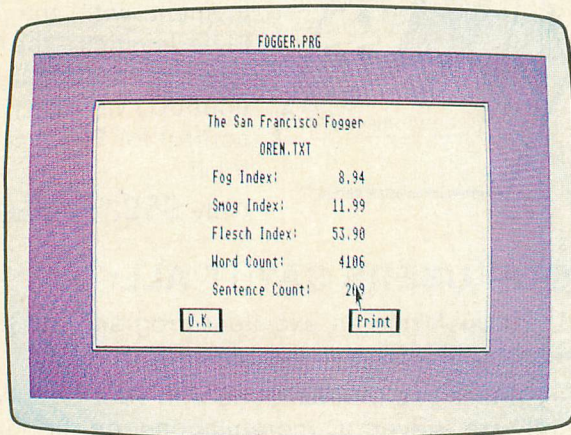 FOGGER.PRG
The San Francisco Fogger
OREN.TXT
Fog Index: 8.94
Smog Index: 11.99
Flesch Index: 53.90
Word Count: 4106
Sentence Count: 209
O.K. Print